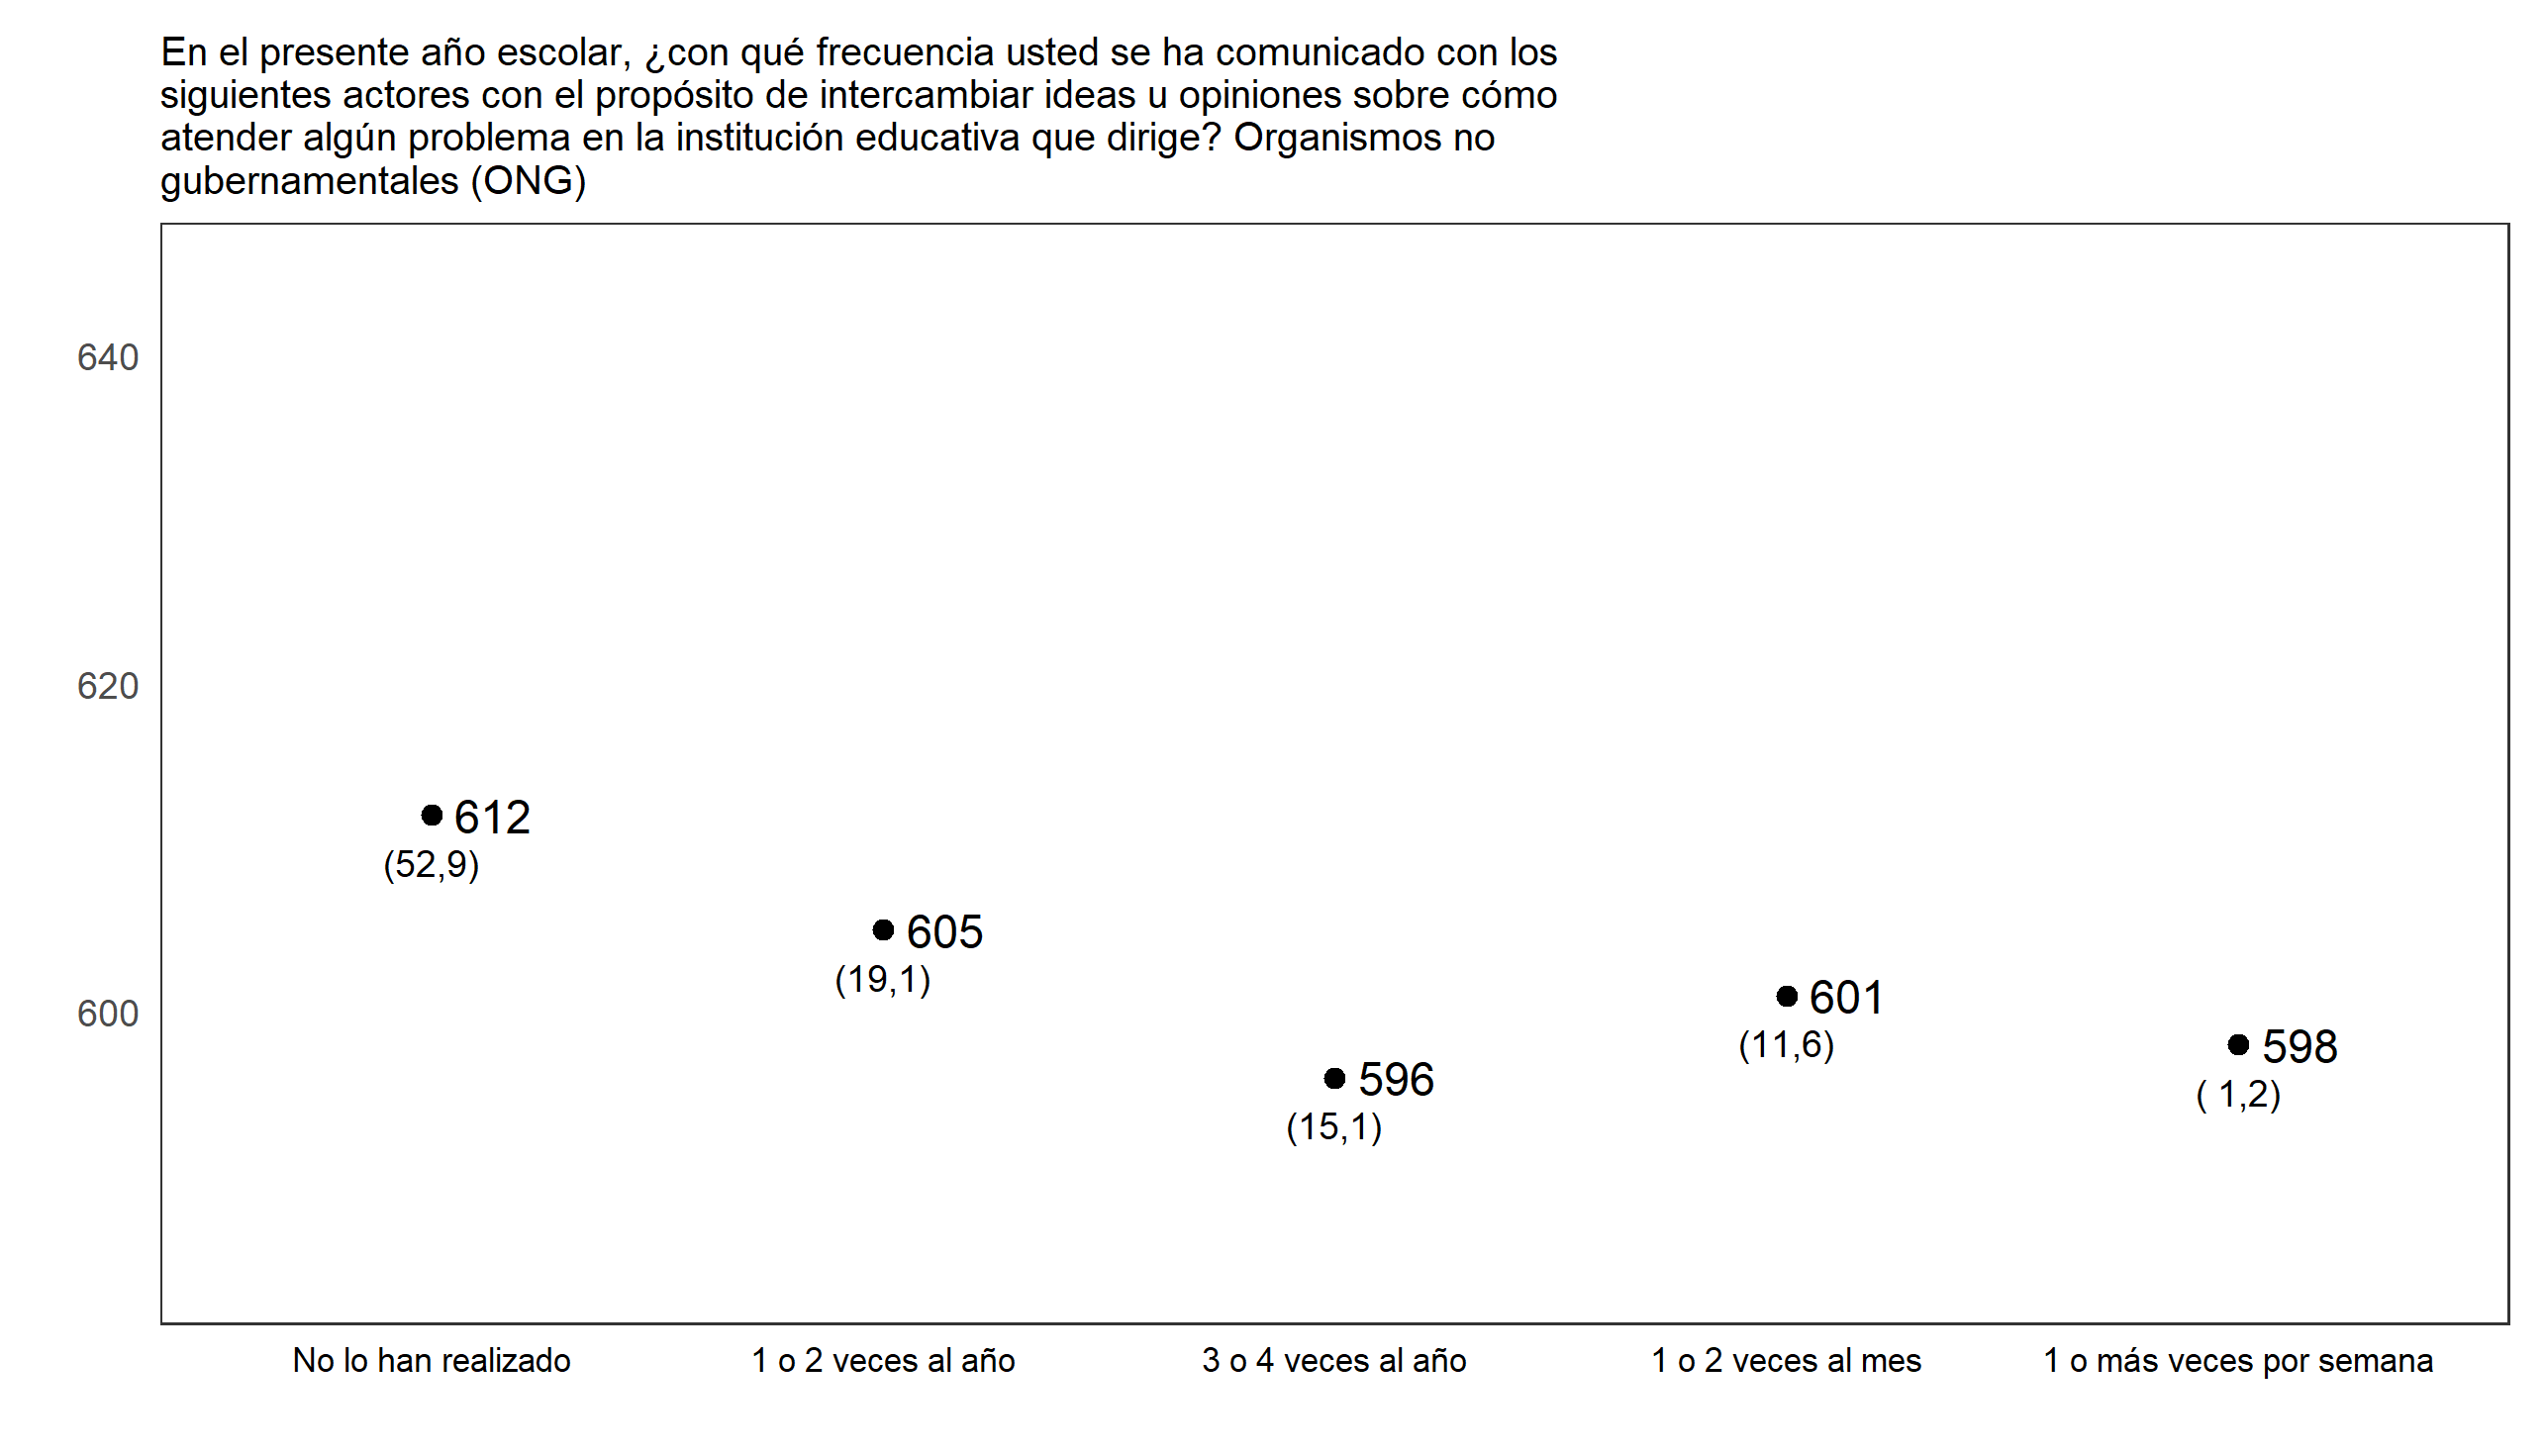 En el presente año escolar, ¿con qué frecuencia usted se ha comunicado con los
siguientes actores con el propósito de intercambiar ideas u opiniones sobre cómo
atender algún problema en la institución educativa que dirige? Organismos no
gubernamentales (ONG)
640
620
600
612
(52,9)
605
(19,1)
596
(15,1)
601
(11,6)
598
( 1,2)
No lo han realizado
1 o 2 veces al año
3 o 4 veces al año
1 o 2 veces al mes
1 o más veces por semana